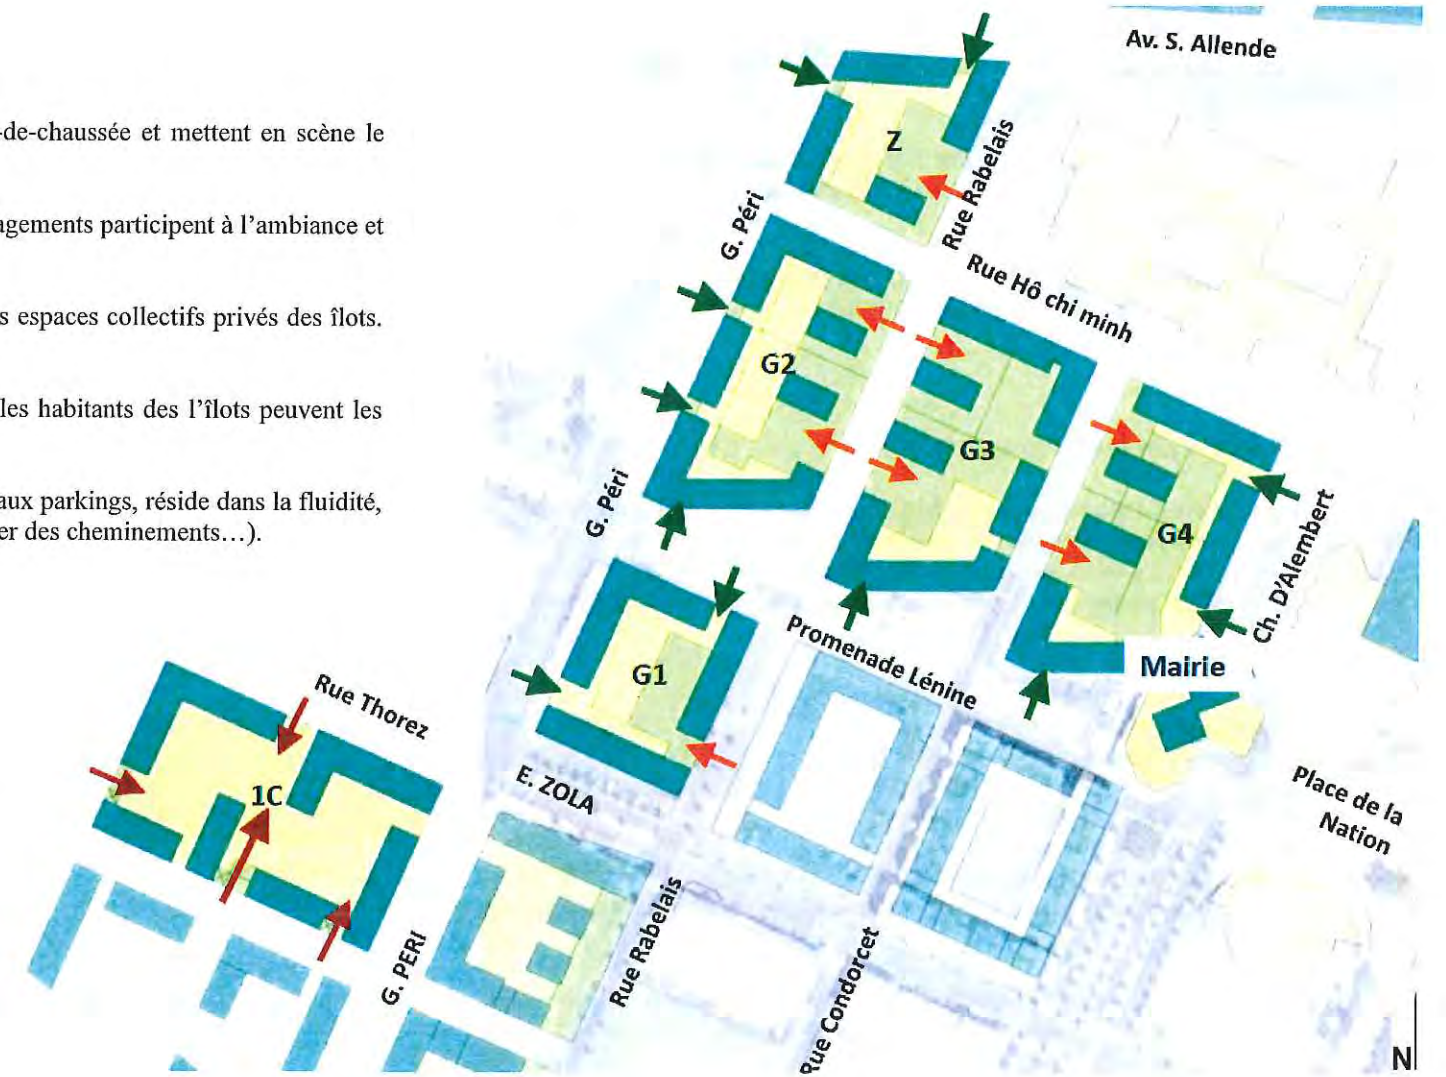 -de-chaussée et mettent en scène le
agements participent à l'ambiance et
s espaces collectifs privés des îlots.
les habitants des l'îlots peuvent les
aux parkings, réside dans la fluidité,
er des cheminements…).
Av. S. Allende
Z
Rue Rabelais
G. Péri
Rue Hô chi minh
G2
G3
G4
G. Péri
Ch. D'Alembert
Promenade Lénine
Mairie
G1
Rue Thorez
1C
E. ZOLA
Place de la
Nation
Rue Rabelais
G. PERI
Rue Condorcet
N